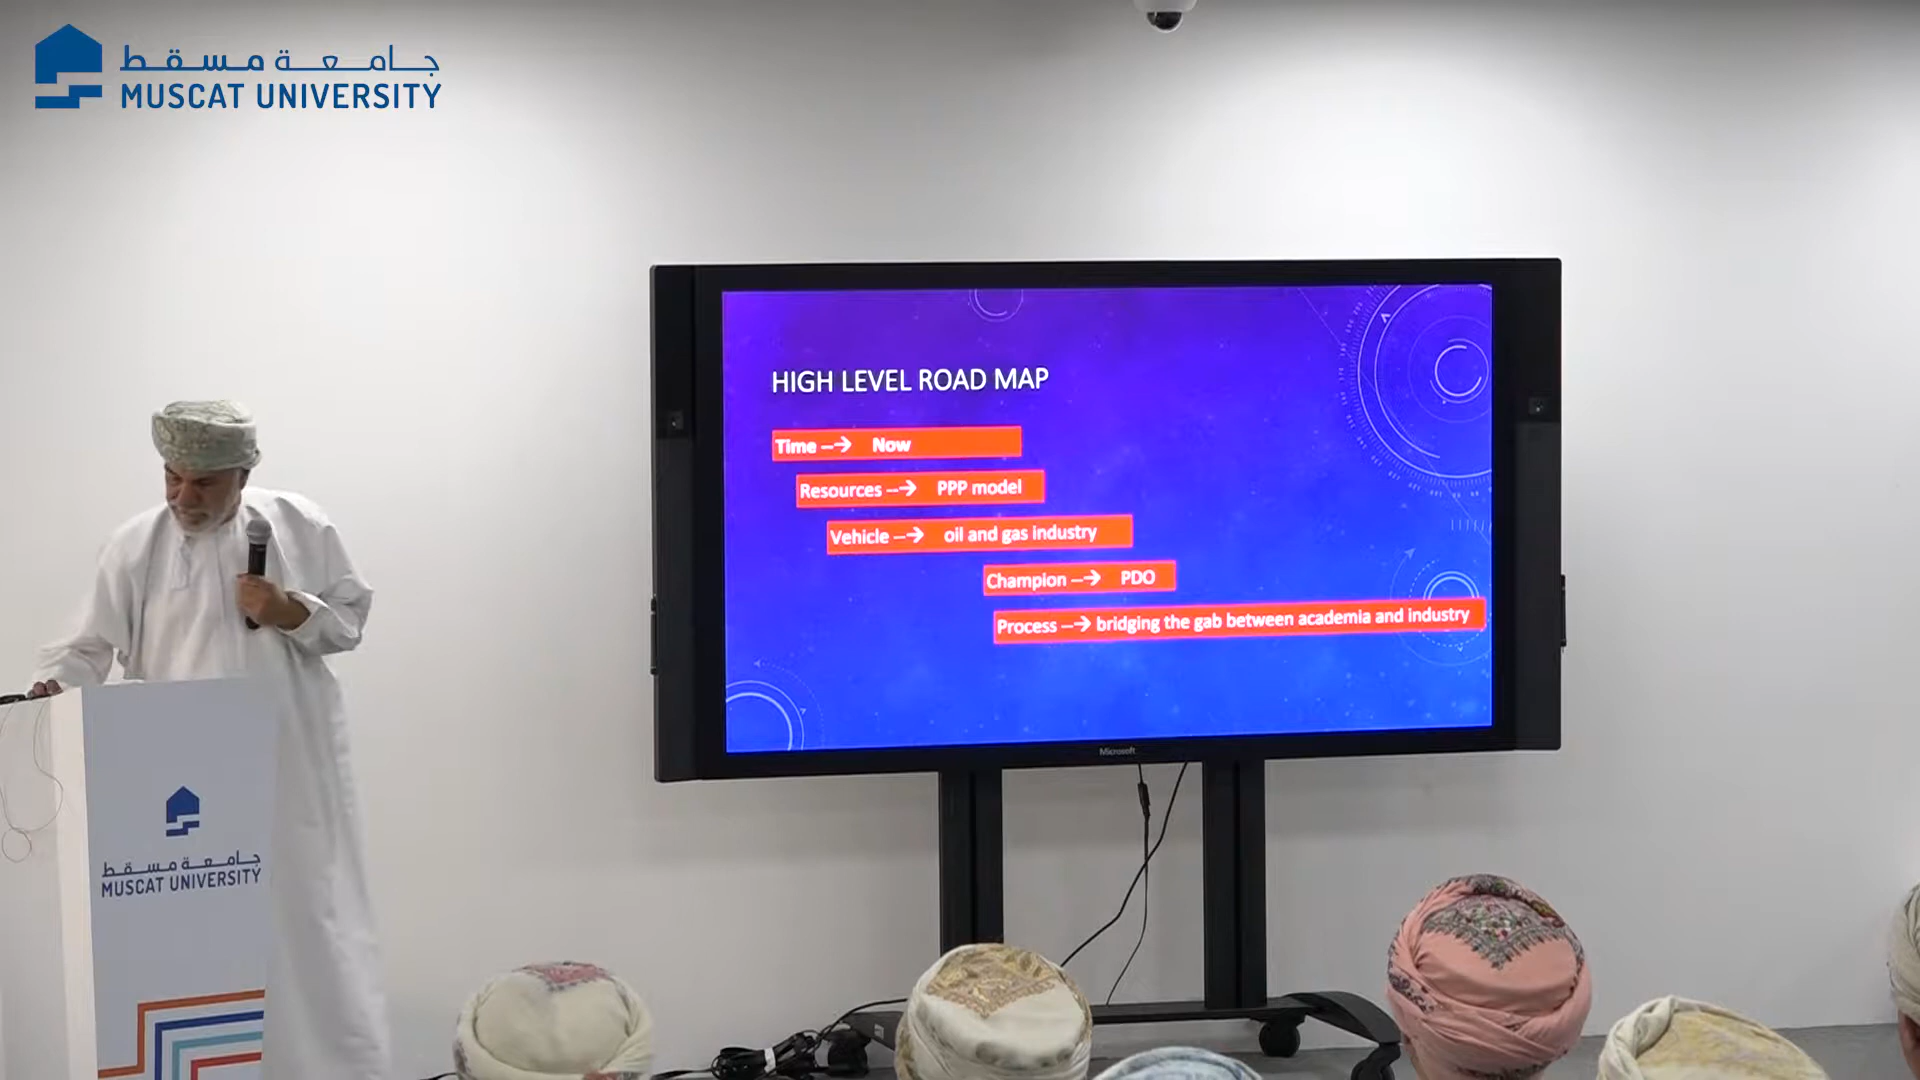 جامعة مسقط
MUSCAT UNIVERSITY
HIGH LEVEL ROAD MAP
Time --→ Now
Resources --→ PPP model
Vehicle --→ oil and gas industry
Champion --→ PDO
Process --→ bridging the gab between academia and industry
Microsoft
جامعة مسقط
MUSCAT UNIVERSITY